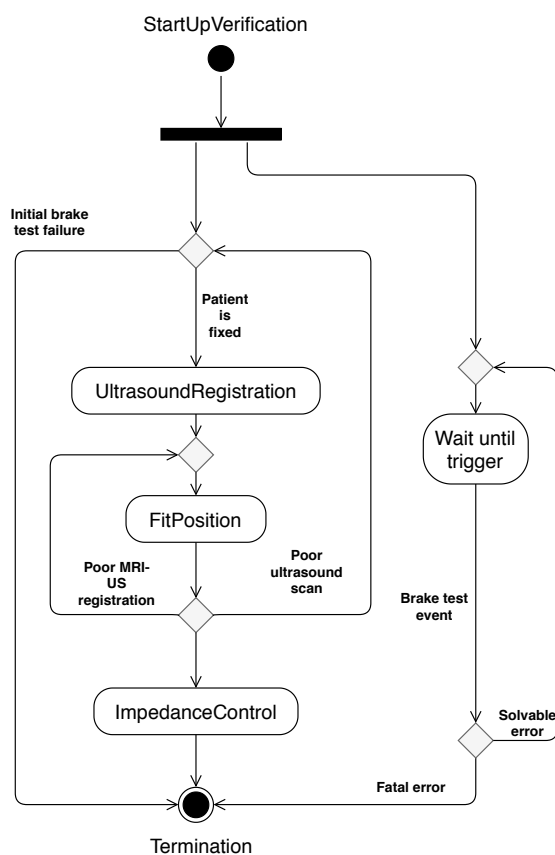 StartUpVerification
Initial brake
test failure
Patient
is
fixed
UltrasoundRegistration
Wait until
trigger
FitPosition
Poor MRI-
US
registration
Poor
ultrasound
scan
Brake test
event
ImpedanceControl
Solvable
error
Fatal error
Termination